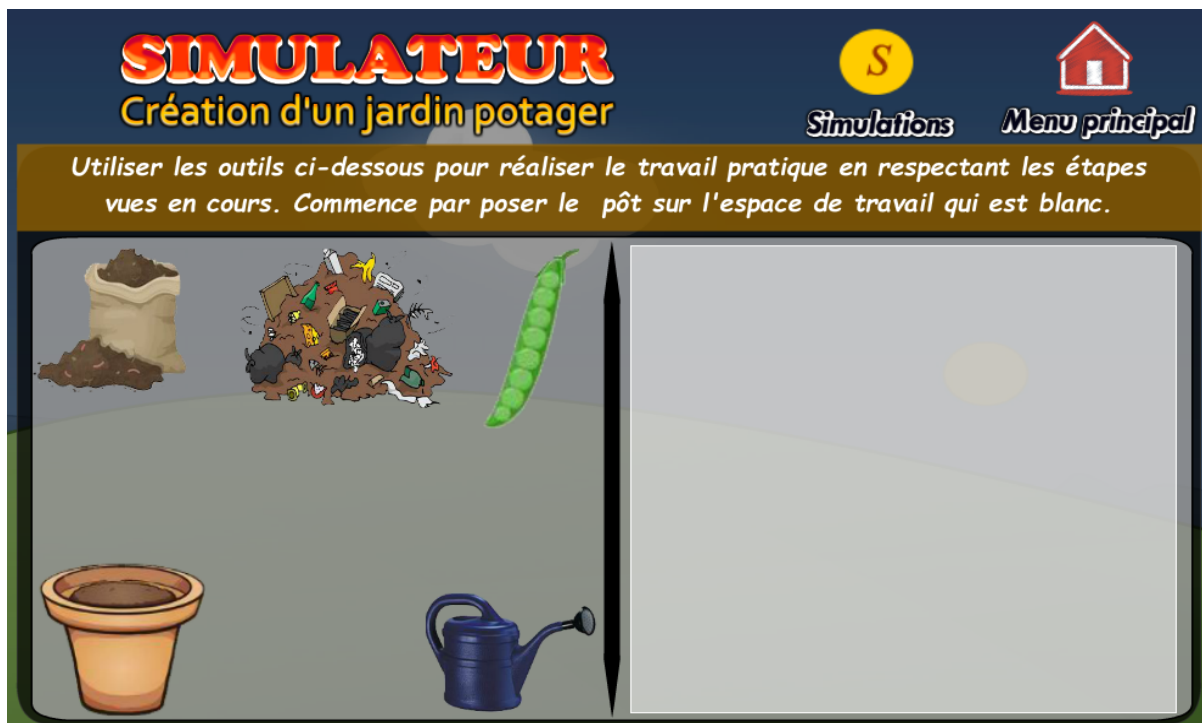 SIMULATEUR
Création d'un jardin potager
S
Simulations
Menu principal
Utiliser les outils ci-dessous pour réaliser le travail pratique en respectant les étapes
vues en cours. Commence par poser le pôt sur l'espace de travail qui est blanc.